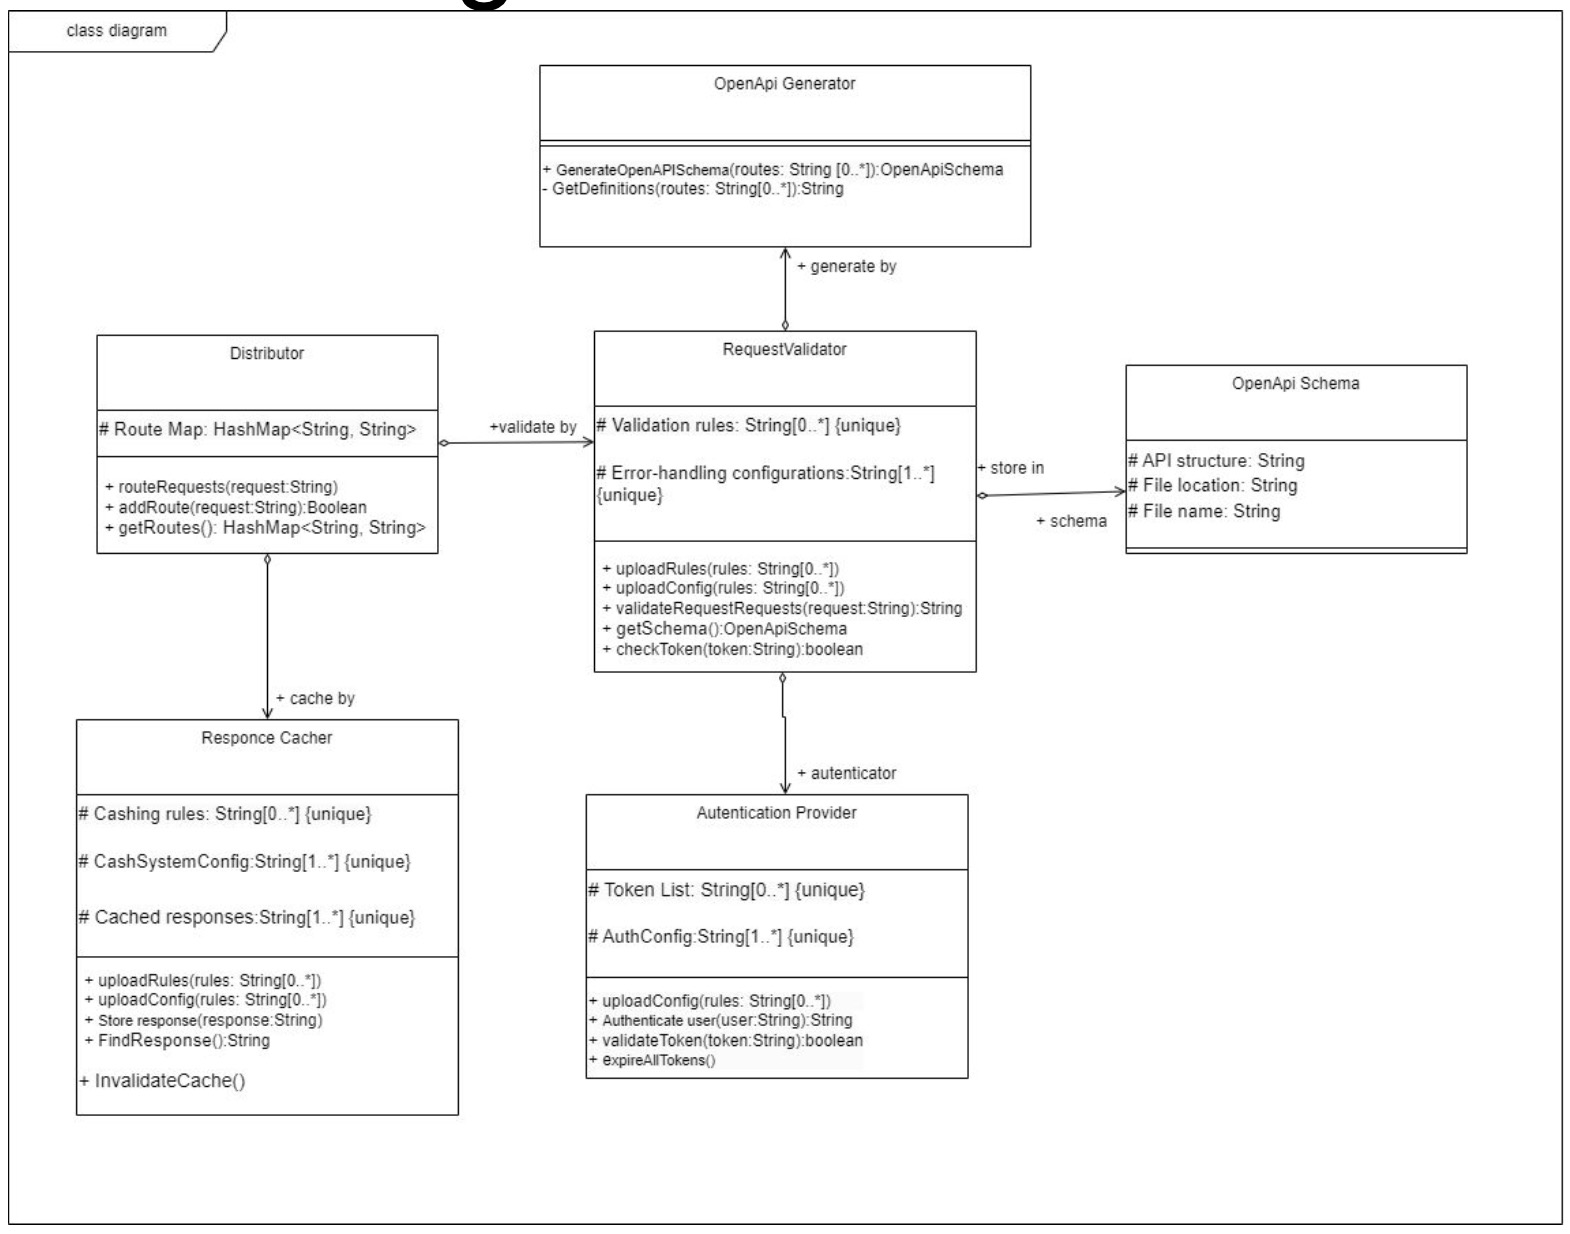 class diagram
OpenApi Generator
+ GenerateOpenAPISchema(routes: String [0..*]):OpenApiSchema
- GetDefinitions(routes: String[0..*]):String
+ generate by
Distributor
# Route Map: HashMap<String, String>
+ routeRequests(request:String)
+ addRoute(request:String):Boolean
+ getRoutes(): HashMap<String, String>
+validate by
RequestValidator
# Validation rules: String[0..*] {unique}
# Error-handling configurations:String[1..*]
{unique}
+ uploadRules(rules: String[0..*])
+ uploadConfig(rules: String[0..*])
+ validateRequestRequests(request:String):String
+ getSchema():OpenApiSchema
+ checkToken(token:String):boolean
+ store in
+ schema
OpenApi Schema
# API structure: String
# File location: String
# File name: String
+ cache by
Responce Cacher
# Cashing rules: String[0..*] {unique}
# CashSystemConfig:String[1..*] {unique}
# Cached responses:String[1..*] {unique}
+ uploadRules(rules: String[0..*])
+ uploadConfig(rules: String[0..*])
+ Store response(response:String)
+ FindResponse():String
+ InvalidateCache()
+ autenticator
Autentication Provider
# Token List: String[0..*] {unique}
# AuthConfig:String[1..*] {unique}
+ uploadConfig(rules: String[0..*])
+ Authenticate user(user:String):String
+ validateToken(token:String):boolean
+ expireAllTokens()